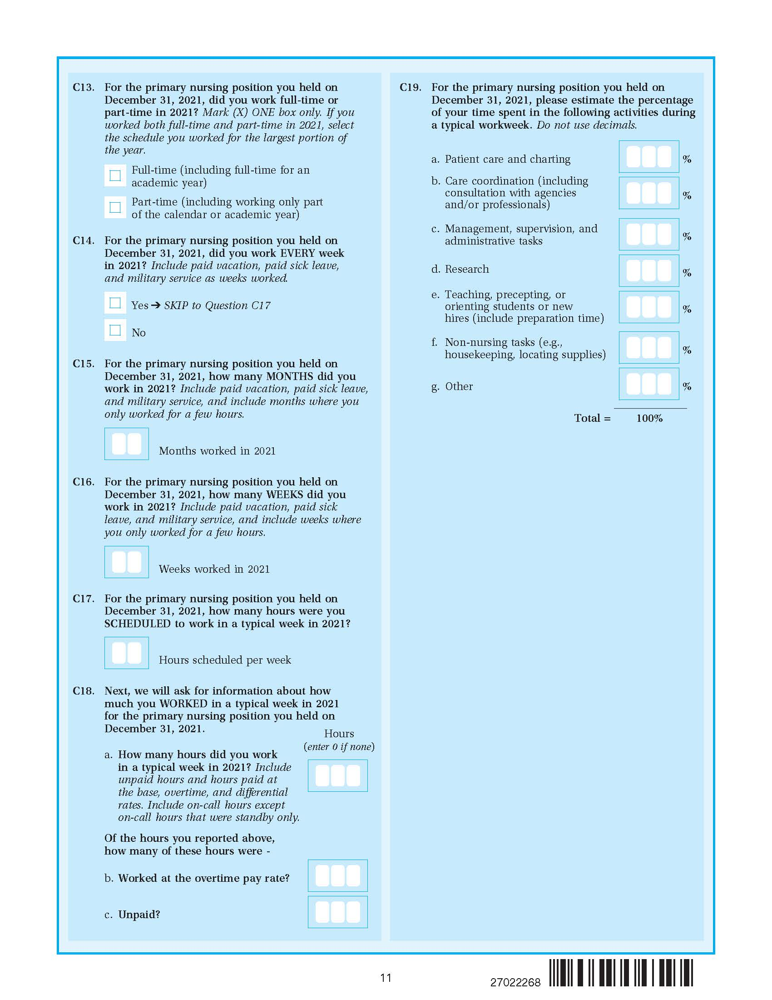 C13. For the primary nursing position you held on
December 31, 2021, did you work full-time or
part-time in 2021? Mark (X) ONE box only. If you
worked both full-time and part-time in 2021, select
the schedule you worked for the largest portion of
the year.
Full-time (including full-time for an
academic year)
Part-time (including working only part
of the calendar or academic year)
C14. For the primary nursing position you held on
December 31, 2021, did you work EVERY week
in 2021? Include paid vacation, paid sick leave,
and military service as weeks worked.
Yes ➔ SKIP to Question C17
No
C15. For the primary nursing position you held on
December 31, 2021, how many MONTHS did you
work in 2021? Include paid vacation, paid sick leave,
and military service, and include months where you
only worked for a few hours.
Months worked in 2021
C16. For the primary nursing position you held on
December 31, 2021, how many WEEKS did you
work in 2021? Include paid vacation, paid sick
leave, and military service, and include weeks where
you only worked for a few hours.
Weeks worked in 2021
C17. For the primary nursing position you held on
December 31, 2021, how many hours were you
SCHEDULED to work in a typical week in 2021?
Hours scheduled per week
C18. Next, we will ask for information about how
much you WORKED in a typical week in 2021
for the primary nursing position you held on
December 31, 2021.
Hours
(enter 0 if none)
a. How many hours did you work
in a typical week in 2021? Include
unpaid hours and hours paid at
the base, overtime, and differential
rates. Include on-call hours except
on-call hours that were standby only.
Of the hours you reported above,
how many of these hours were -
b. Worked at the overtime pay rate?
c. Unpaid?
C19. For the primary nursing position you held on
December 31, 2021, please estimate the percentage
of your time spent in the following activities during
a typical workweek. Do not use decimals.
a. Patient care and charting %
b. Care coordination (including
consultation with agencies %
and/or professionals)
c. Management, supervision, and
administrative tasks %
d. Research %
e. Teaching, precepting, or
orienting students or new %
hires (include preparation time)
f. Non-nursing tasks (e.g.,
housekeeping, locating supplies) %
g. Other %
Total = 100%
11
27022268